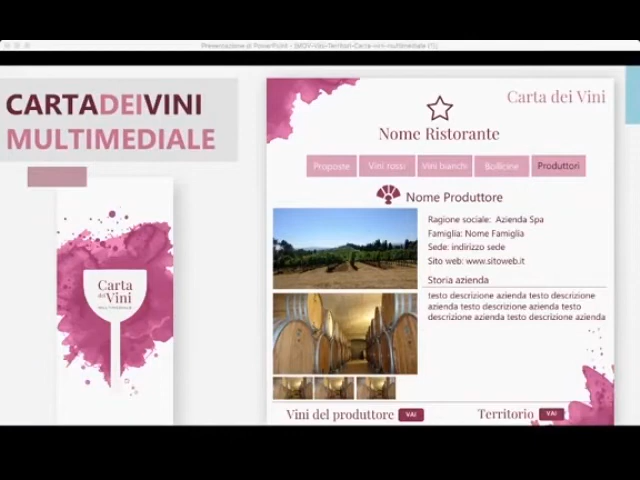 Presentazione di PowerPoint - IWOV-Vini-Territori-Carta-vini-multimediale (1)
CARTADEIVINI
MULTIMEDIALE
Carta
dei Vini
MULTIMEDIALE
Carta dei Vini
Nome Ristorante
Proposte
Vini rossi
Vini bianchi
Bollicine
Produttori
Nome Produttore
Ragione sociale: Azienda Spa
Famiglia: Nome Famiglia
Sede: indirizzo sede
Sito web: www.sitoweb.it
Storia azienda
testo descrizione azienda testo descrizione
azienda testo descrizione azienda testo
descrizione azienda testo descrizione azienda
Vini del produttore VAI
Territorio VAI